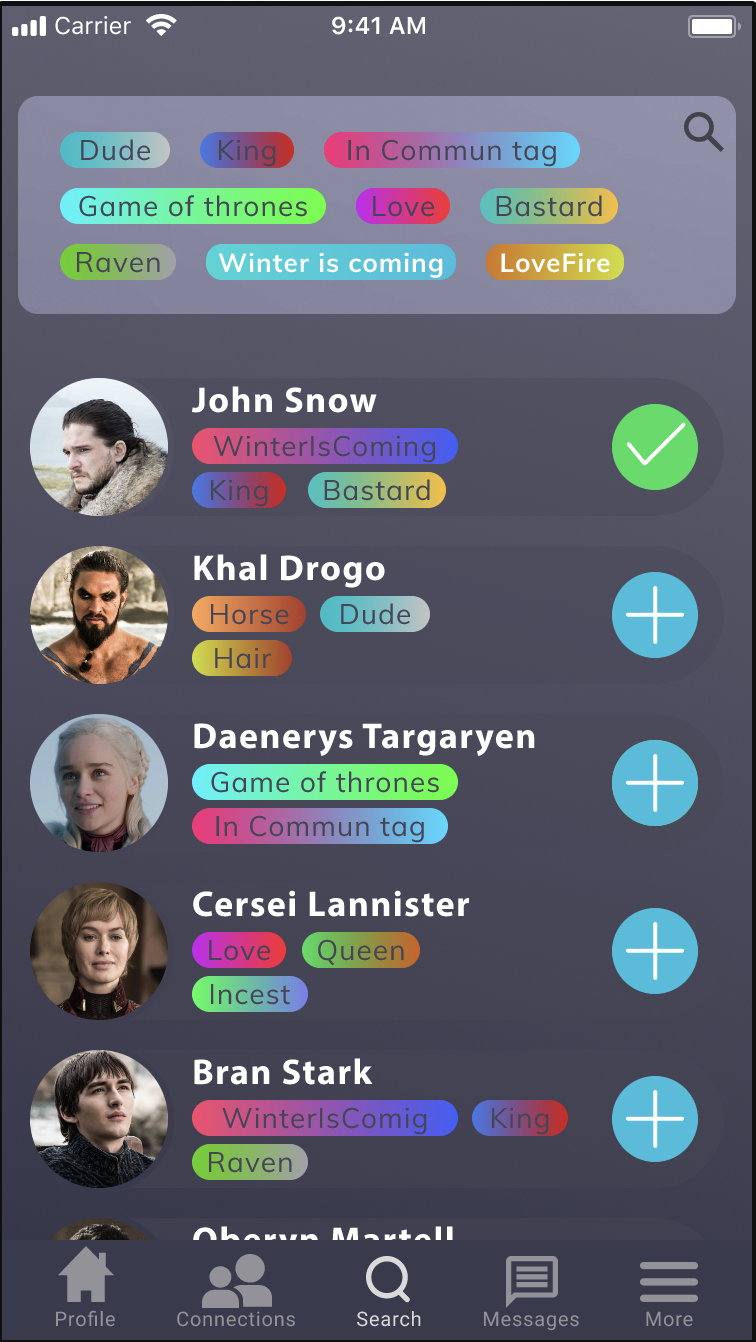 Carrier 9:41 AM
Dude King In Commun tag
Game of thrones Love Bastard
Raven Winter is coming LoveFire
John Snow
WinterIsComing
King Bastard
Khal Drogo
Horse Dude
Hair
Daenerys Targaryen
Game of thrones
In Commun tag
Cersei Lannister
Love Queen
Incest
Bran Stark
WinterIsComig King
Raven
Oberyn Martell
Profile Connections Search Messages More